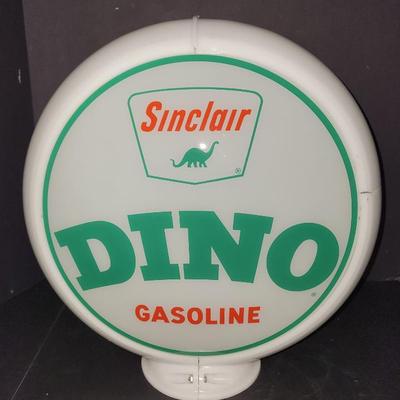 Sinclair
®
DINO
®
GASOLINE